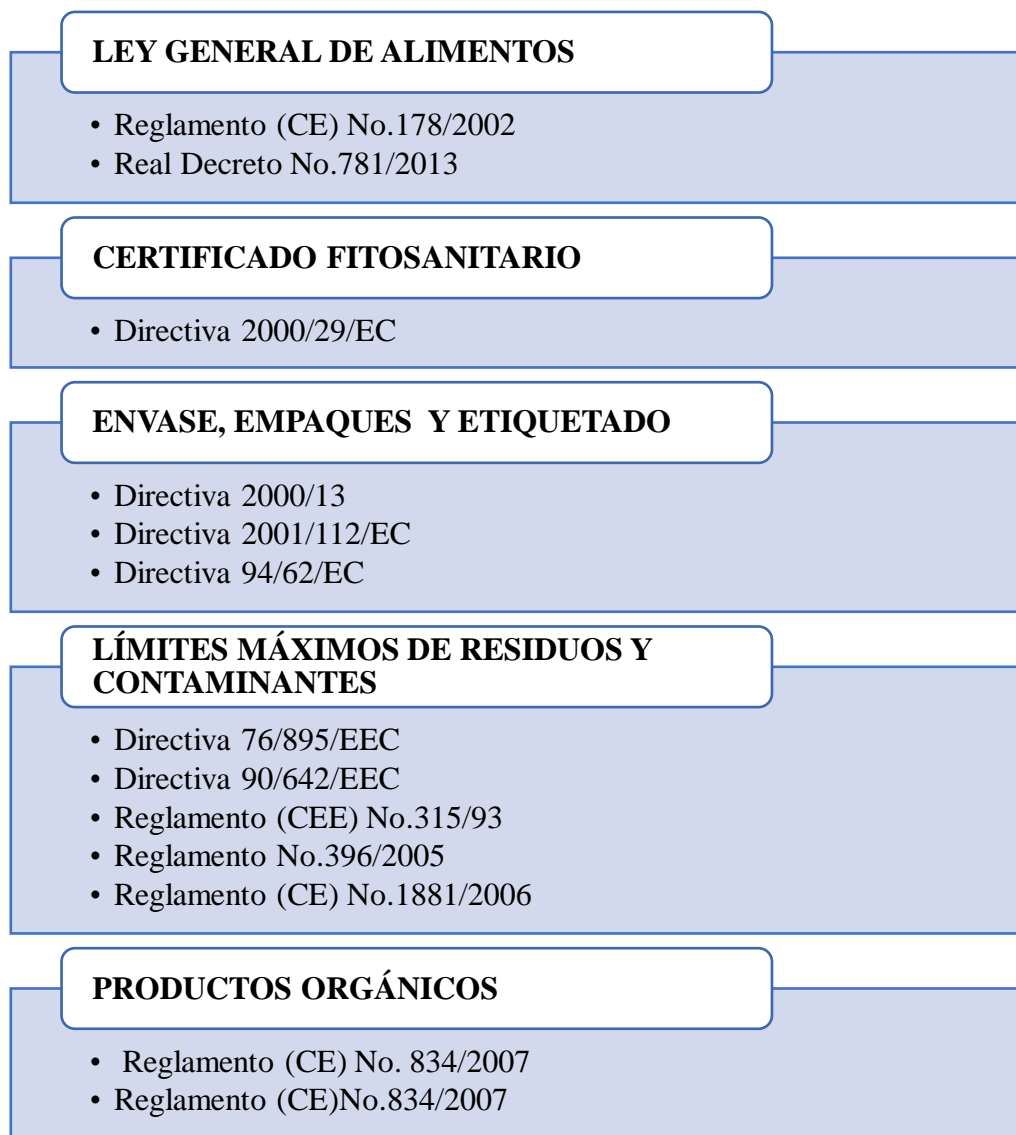 LEY GENERAL DE ALIMENTOS
• Reglamento (CE) No.178/2002
• Real Decreto No.781/2013
CERTIFICADO FITOSANITARIO
• Directiva 2000/29/EC
ENVASE, EMPAQUES Y ETIQUETADO
• Directiva 2000/13
• Directiva 2001/112/EC
• Directiva 94/62/EC
LÍMITES MÁXIMOS DE RESIDUOS Y
CONTAMINANTES
• Directiva 76/895/EEC
• Directiva 90/642/EEC
• Reglamento (CEE) No.315/93
• Reglamento No.396/2005
• Reglamento (CE) No.1881/2006
PRODUCTOS ORGÁNICOS
• Reglamento (CE) No. 834/2007
• Reglamento (CE)No.834/2007